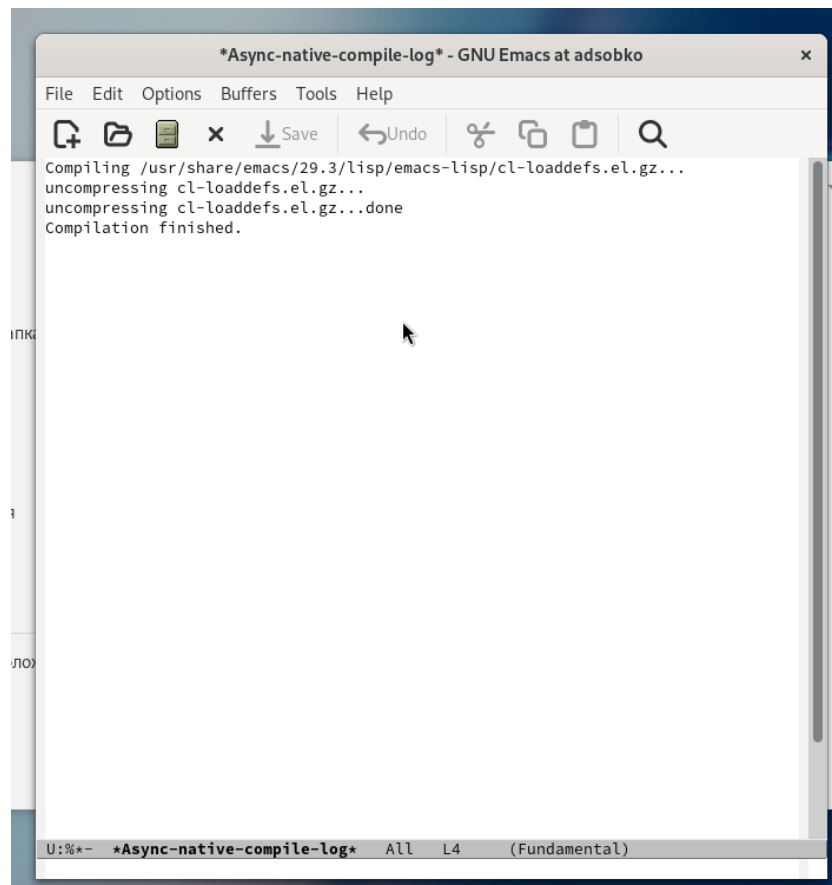 *Async-native-compile-log* - GNU Emacs at adsobko
File Edit Options Buffers Tools Help
Save Undo
Compiling /usr/share/emacs/29.3/lisp/emacs-lisp/cl-loaddefs.el.gz...
uncompressing cl-loaddefs.el.gz...
uncompressing cl-loaddefs.el.gz...done
Compilation finished.
U:%*- *Async-native-compile-log* All L4 (Fundamental)